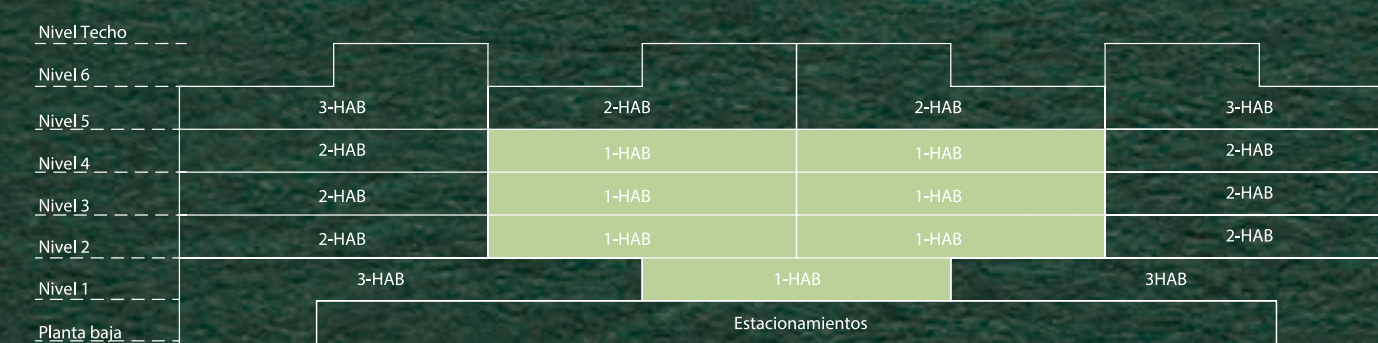 Nivel Techo
Nivel 6
3-HAB 2-HAB 2-HAB 3-HAB
Nivel 5
2-HAB 1-HAB 1-HAB 2-HAB
Nivel 4
2-HAB 1-HAB 1-HAB 2-HAB
Nivel 3
2-HAB 1-HAB 1-HAB 2-HAB
Nivel 2
3-HAB 1-HAB 3HAB
Nivel 1
Estacionamientos
Planta baja